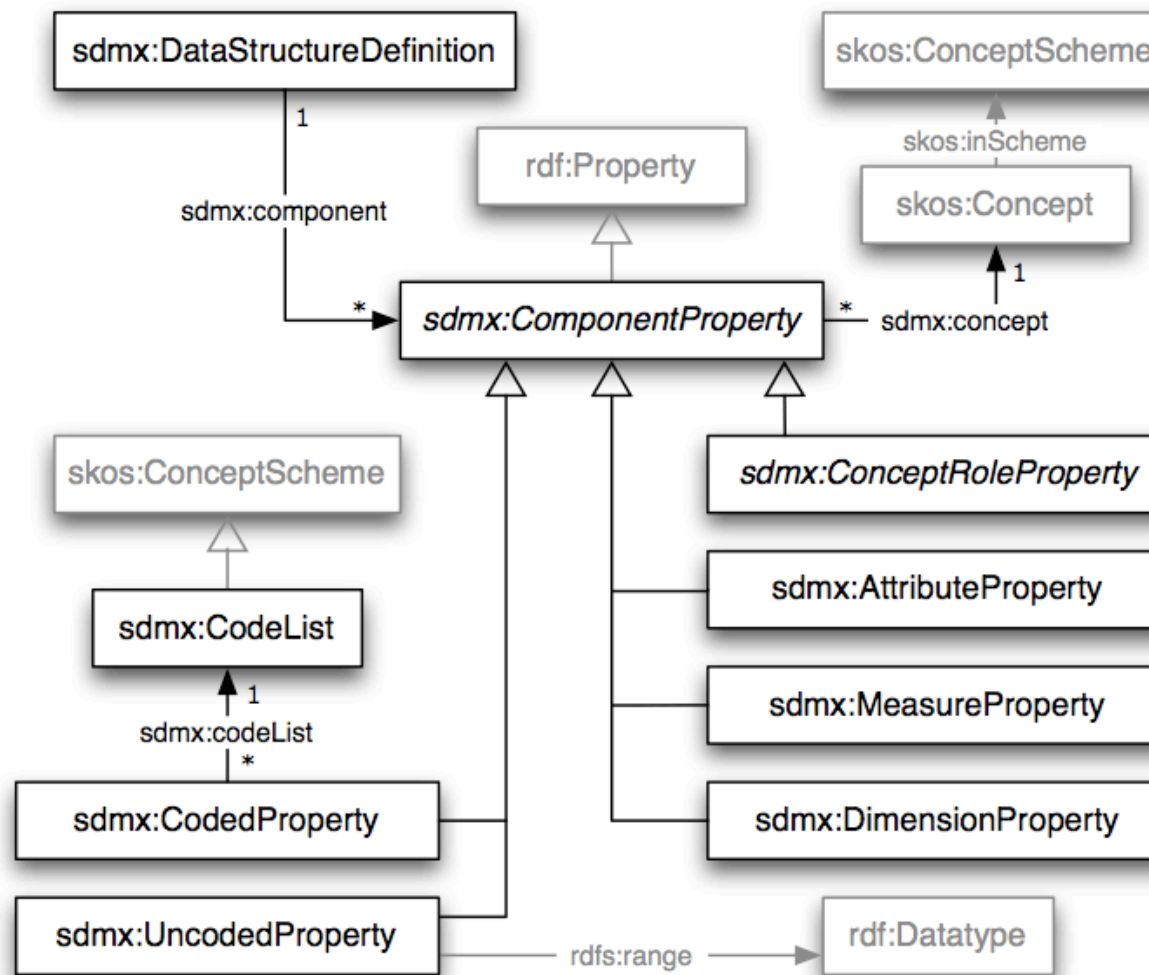 sdmx:DataStructureDefinition
skos:ConceptScheme
1
skos:inScheme
rdf:Property
skos:Concept
sdmx:component
1
*
sdmx:ComponentProperty
*
sdmx:concept
skos:ConceptScheme
sdmx:ConceptRoleProperty
sdmx:AttributeProperty
sdmx:CodeList
1
sdmx:MeasureProperty
sdmx:codeList
*
sdmx:CodedProperty
sdmx:DimensionProperty
sdmx:UncodedProperty
rdfs:range
rdf:Datatype